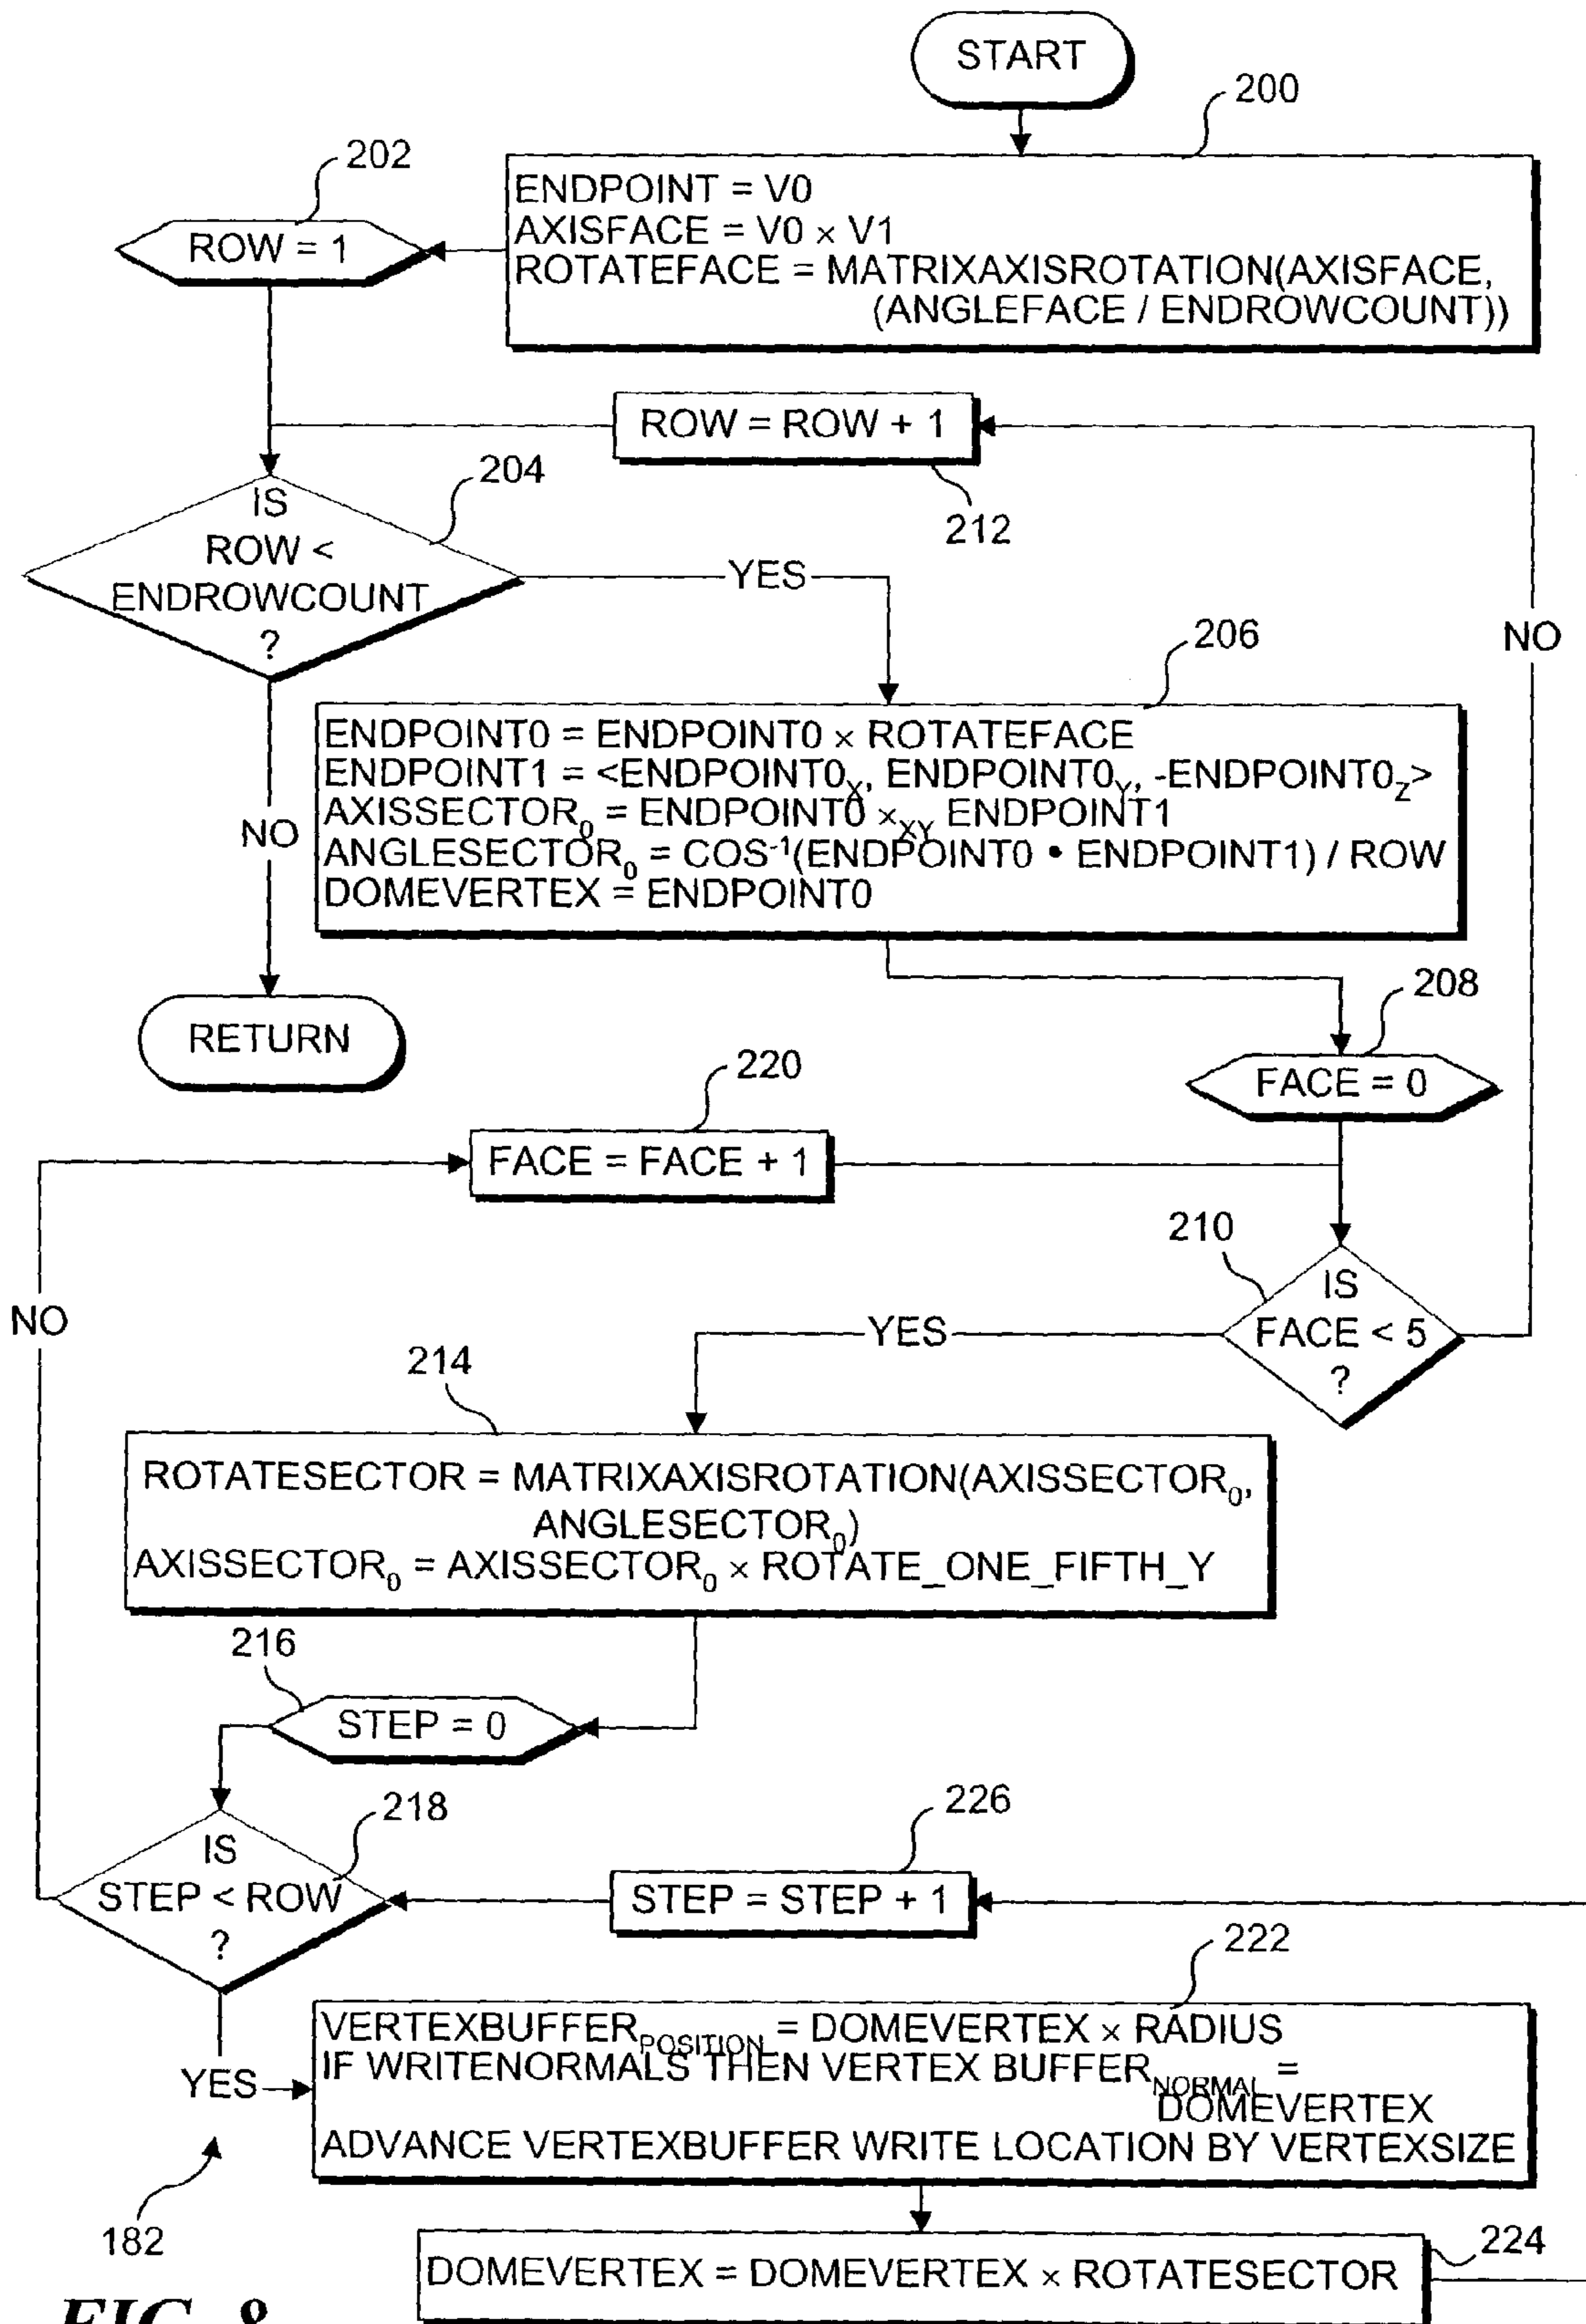 START
200
ENDPOINT = V0
AXISFACE = V0 × V1
ROTATEFACE = MATRIXAXISROTATION(AXISFACE,
(ANGLEFACE / ENDROWCOUNT))
202
ROW = 1
ROW = ROW + 1
212
204
IS
ROW <
ENDROWCOUNT
?
YES
NO
206
ENDPOINT0 = ENDPOINT0 × ROTATEFACE
ENDPOINT1 = <ENDPOINT0X, ENDPOINT0Y, -ENDPOINT0Z>
AXISSECTOR0 = ENDPOINT0 ×XY ENDPOINT1
ANGLESECTOR0 = COS-1(ENDPOINT0 • ENDPOINT1) / ROW
DOMEVERTEX = ENDPOINT0
NO
RETURN
208
FACE = 0
220
FACE = FACE + 1
210
IS
FACE < 5
?
YES
NO
214
ROTATESECTOR = MATRIXAXISROTATION(AXISSECTOR0,
ANGLESECTOR0)
AXISSECTOR0 = AXISSECTOR0 × ROTATE_ONE_FIFTH_Y
216
STEP = 0
218
IS
STEP < ROW
?
226
STEP = STEP + 1
YES
222
VERTEXBUFFERPOSITION = DOMEVERTEX × RADIUS
IF WRITENORMALS THEN VERTEX BUFFERNORMAL =
DOMEVERTEX
ADVANCE VERTEXBUFFER WRITE LOCATION BY VERTEXSIZE
182
224
DOMEVERTEX = DOMEVERTEX × ROTATESECTOR
FIG. 8